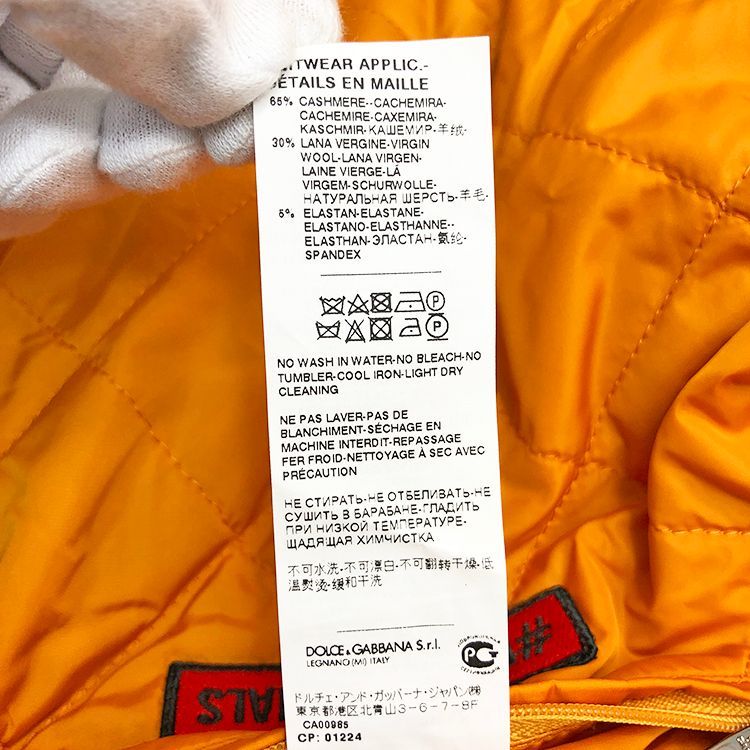 NITWEAR APPLIC.-
DÉTAILS EN MAILLE
65% CASHMERE--CACHEMIRA-
CACHEMIRE-CAXEMIRA-
KASCHMIR-КАШЕМИР-羊绒-
30% LANA VERGINE-VIRGIN
WOOL-LANA VIRGEN-
LAINE VIERGE-LÁ
VIRGEM-SCHURWOLLE-
НАТУРАЛЬНАЯ ШЕРСТЬ-羊毛-
5% ELASTAN-ELASTANE-
ELASTANO-ELASTHANNE--
ELASTHAN-ЭЛАСТАН-氨纶-
SPANDEX
P
P
NO WASH IN WATER-NO BLEACH-NO
TUMBLER-COOL IRON-LIGHT DRY
CLEANING
NE PAS LAVER-PAS DE
BLANCHIMENT-SÉCHAGE EN
MACHINE INTERDIT-REPASSAGE
FER FROID-NETTOYAGE À SEC AVEC
PRÉCAUTION
НЕ СТИРАТЬ-НЕ ОТБЕЛИВАТЬ-НЕ
СУШИТЬ В БАРАБАНЕ-ГЛАДИТЬ
ПРИ НИЗКОЙ ТЕМПЕРАТУРЕ-
ЩАДЯЩАЯ ХИМЧИСТКА
不可水洗-不可漂白-不可翻转干燥-低
温熨烫-缓和干洗
DOLCE & GABBANA S.r.l.
LEGNANO (MI) ITALY
ドルチェ・アンド・ガッバーナ・ジャパン㈱
東京都港区北青山3-6-7-8F
CA00985
CP: 01224